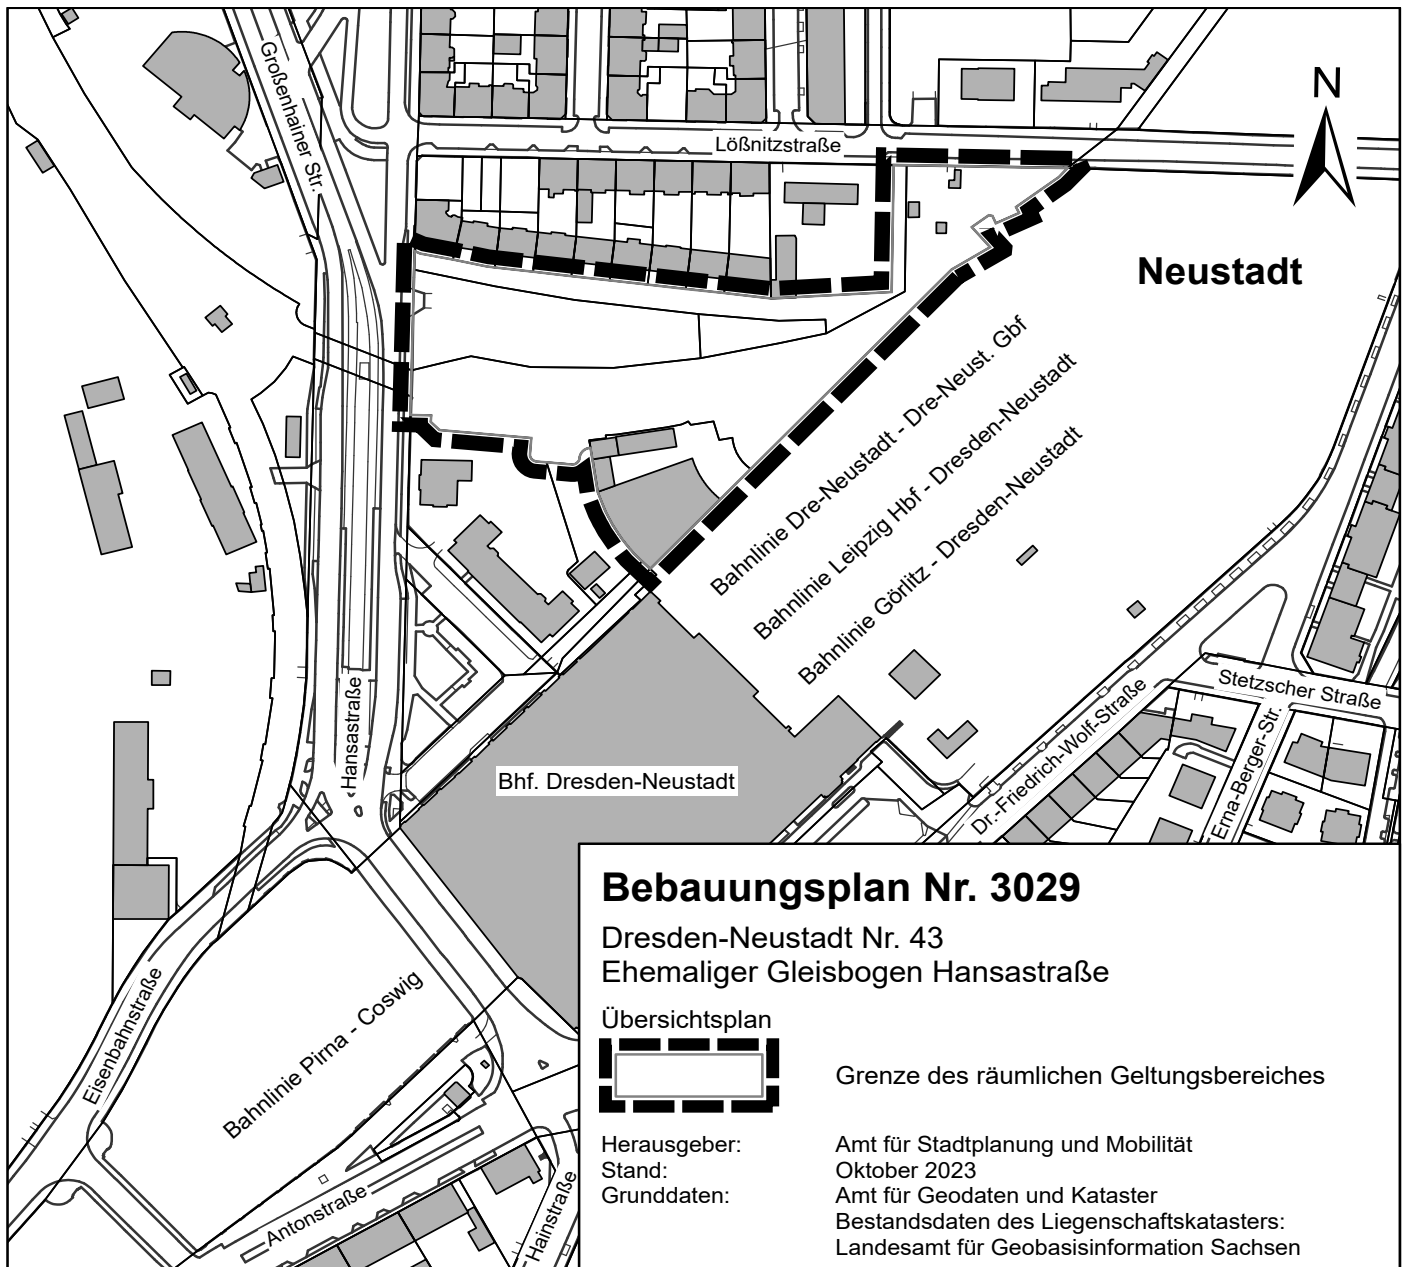 Großenhainer Str.
Lößnitzstraße
N
Neustadt
Bahnlinie Dre-Neustadt - Dre-Neust. Gbf
Bahnlinie Leipzig Hbf - Dresden-Neustadt
Bahnlinie Görlitz - Dresden-Neustadt
Hansastraße
Stetzscher Straße
Dr.-Friedrich-Wolf-Straße
Erna-Berger-Str.
Bhf. Dresden-Neustadt
Eisenbahnstraße
Bahnlinie Pirna - Coswig
Antonstraße
Hainstraße
Bebauungsplan Nr. 3029
Dresden-Neustadt Nr. 43
Ehemaliger Gleisbogen Hansastraße
Übersichtsplan
Grenze des räumlichen Geltungsbereiches
Herausgeber: Amt für Stadtplanung und Mobilität
Stand: Oktober 2023
Grunddaten: Amt für Geodaten und Kataster
Bestandsdaten des Liegenschaftskatasters:
Landesamt für Geobasisinformation Sachsen